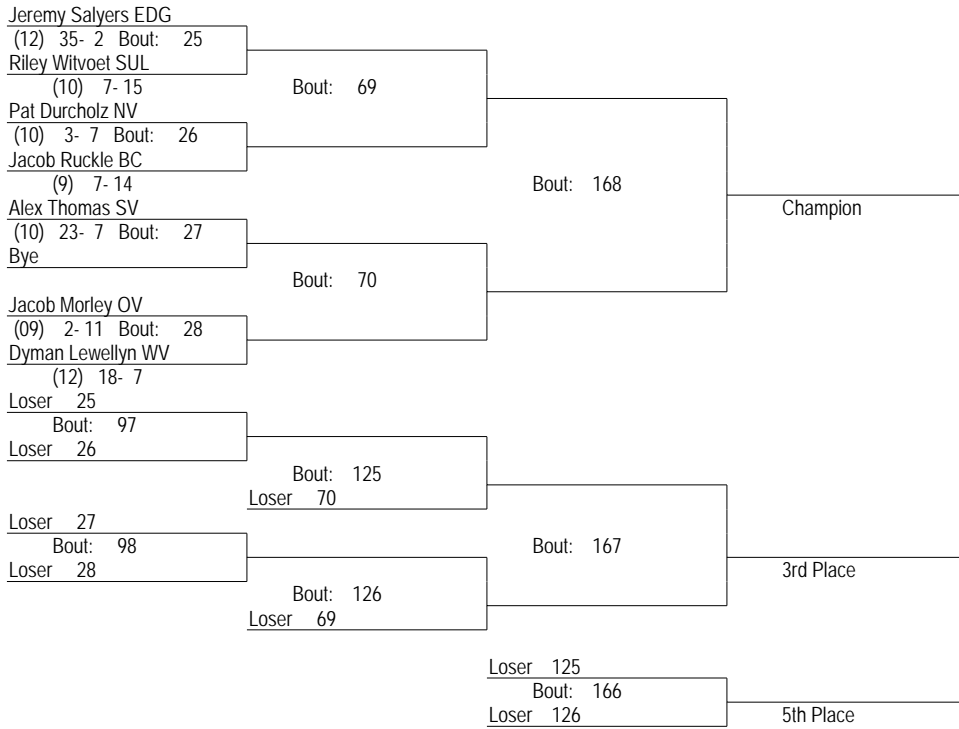 Jeremy Salyers EDG
(12) 35- 2 Bout: 25
Riley Witvoet SUL
(10) 7- 15
Bout: 69
Pat Durcholz NV
(10) 3- 7 Bout: 26
Jacob Ruckle BC
(9) 7- 14
Bout: 168
Alex Thomas SV
Champion
(10) 23- 7 Bout: 27
Bye
Bout: 70
Jacob Morley OV
(09) 2- 11 Bout: 28
Dyman Lewellyn WV
(12) 18- 7
Loser 25
Bout: 97
Loser 26
Bout: 125
Loser 70
Loser 27
Bout: 98
Bout: 167
Loser 28
3rd Place
Bout: 126
Loser 69
Loser 125
Bout: 166
Loser 126
5th Place